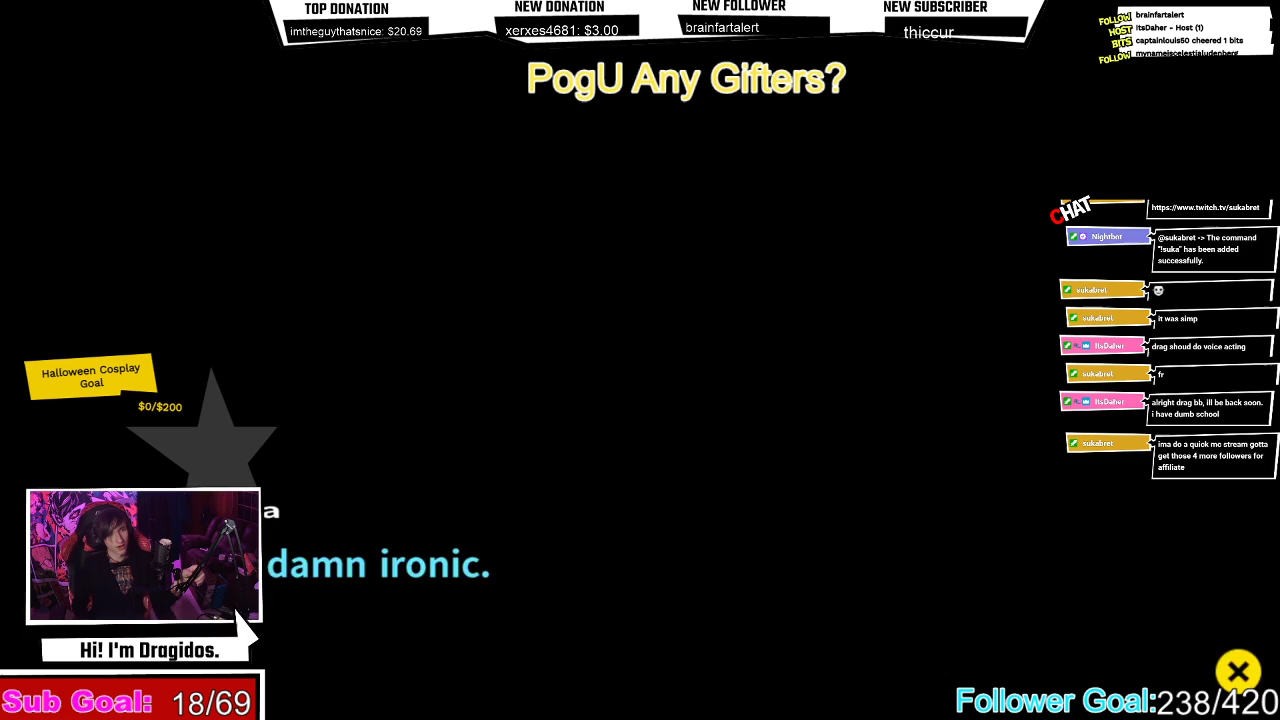 TOP DONATION
imtheguythatsnice: $20.69
NEW DONATION
xerxes4681: $3.00
NEW FOLLOWER
brainfartalert
NEW SUBSCRIBER
thiccur
FOLLOW brainfartalert
HOST ItsDaher - Host (1)
BITS captainlouis50 cheered 1 bits
FOLLOW mynameiscelestialudenberg
PogU Any Gifters?
CHAT
https://www.twitch.tv/sukabret
Nightbot
@sukabret -> The command
"!suka" has been added
successfully.
sukabret
sukabret it was simp
ItsDaher drag shoud do voice acting
sukabret fr
ItsDaher alright drag bb, ill be back soon.
i have dumb school
sukabret ima do a quick mc stream gotta
get those 4 more followers for
affiliate
Halloween Cosplay
Goal
$0/$200
a
damn ironic.
Hi! I'm Dragidos.
Sub Goal: 18/69
Follower Goal: 238/420